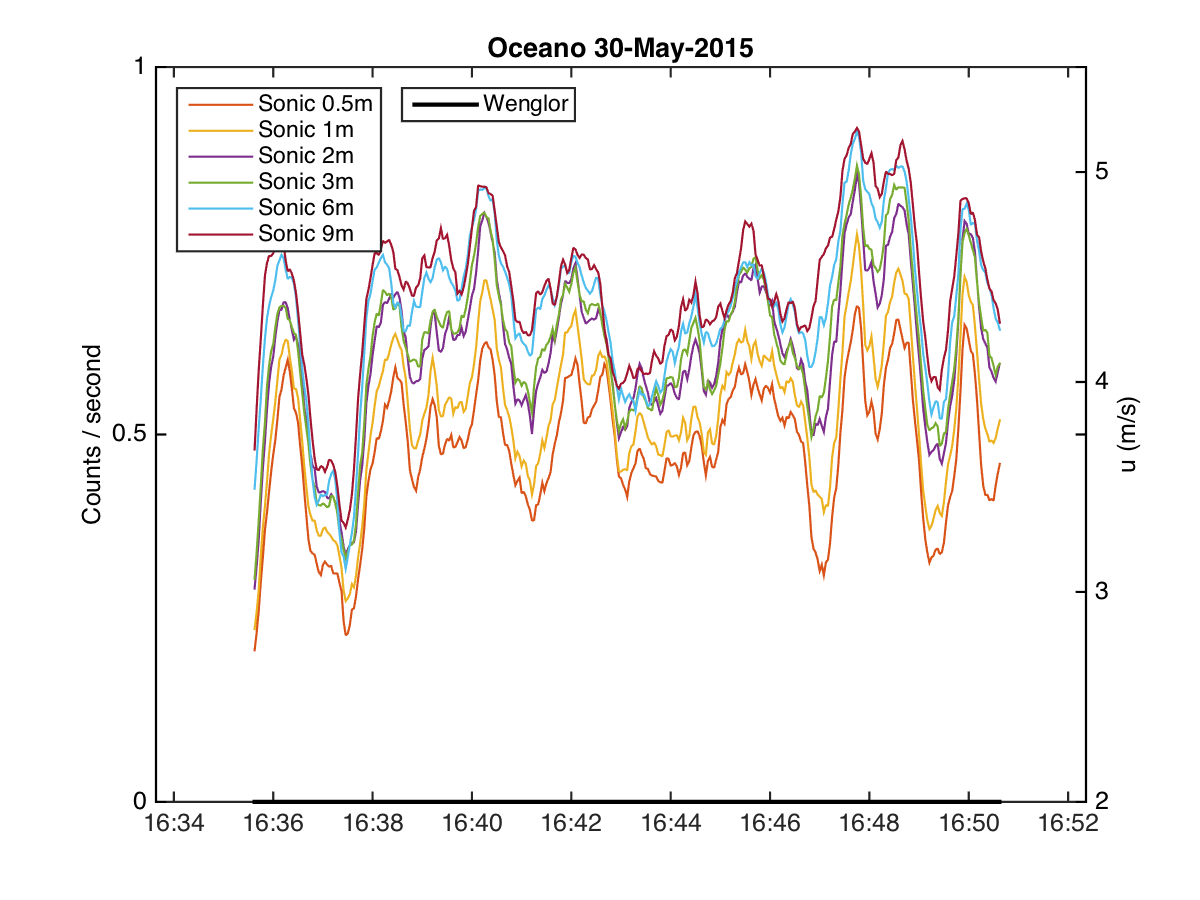 Oceano 30-May-2015
1
0.5
0
Counts / second
Sonic 0.5m
Sonic 1m
Sonic 2m
Sonic 3m
Sonic 6m
Sonic 9m
Wenglor
5
4
3
2
u (m/s)
16:34 16:36 16:38 16:40 16:42 16:44 16:46 16:48 16:50 16:52